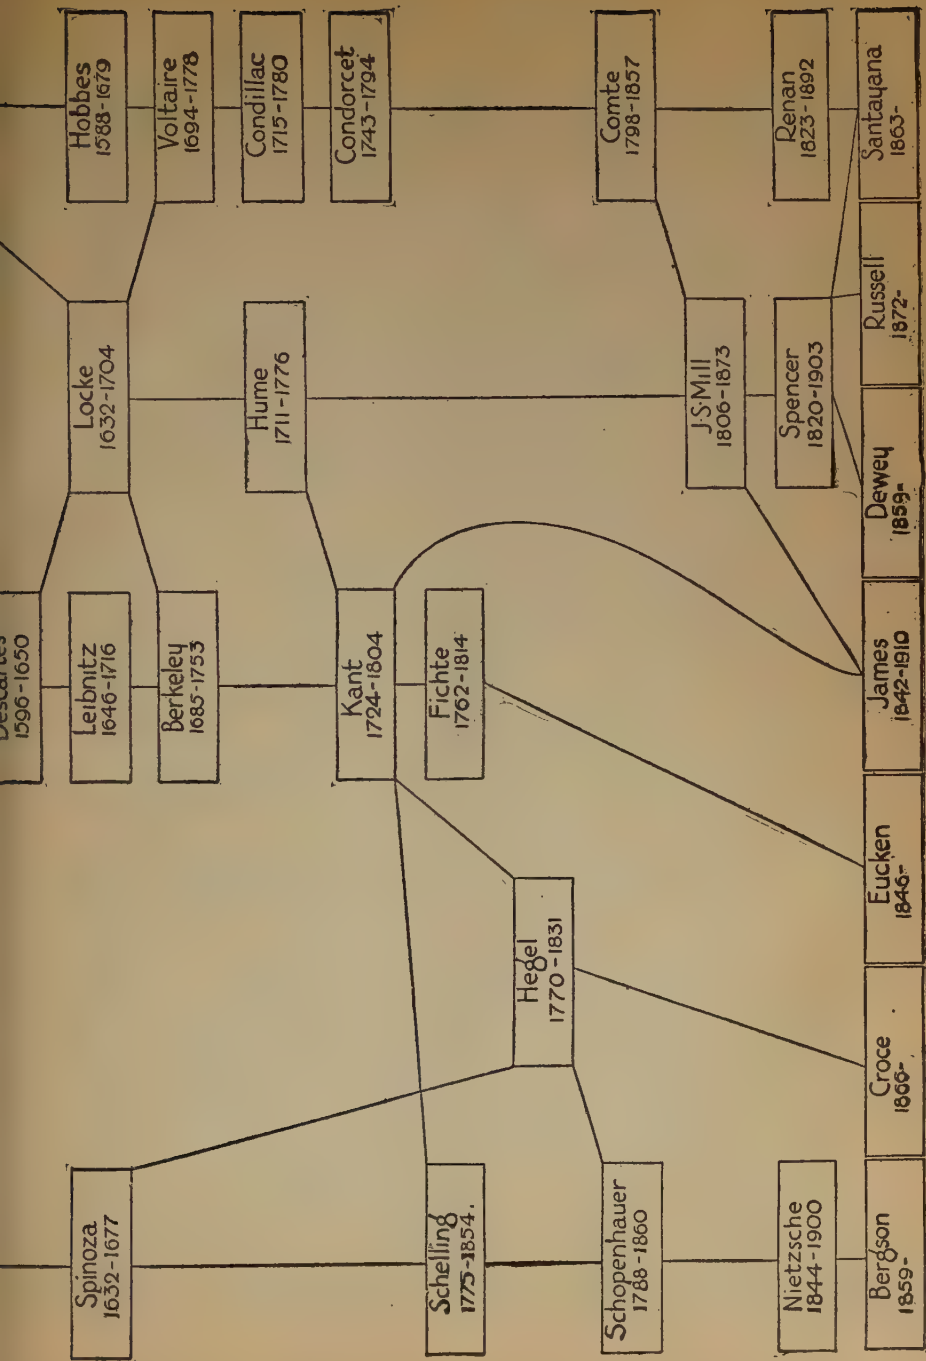 Descartes
1596-1650
Spinoza
1632-1677
Leibnitz
1646-1716
Locke
1632-1704
Hobbes
1588-1679
Berkeley
1685-1753
Voltaire
1694-1778
Hume
1711-1776
Condillac
1715-1780
Kant
1724-1804
Condorcet
1743-1794
Schelling
1775-1854.
Fichte
1762-1814
Hegel
1770-1831
Schopenhauer
1788-1860
Comte
1798-1857
J.S.Mill
1806-1873
Nietzsche
1844-1900
Spencer
1820-1903
Renan
1823-1892
Bergson
1859-
Croce
1866-
Eucken
1846-
James
1842-1910
Dewey
1859-
Russell
1872-
Santayana
1863-